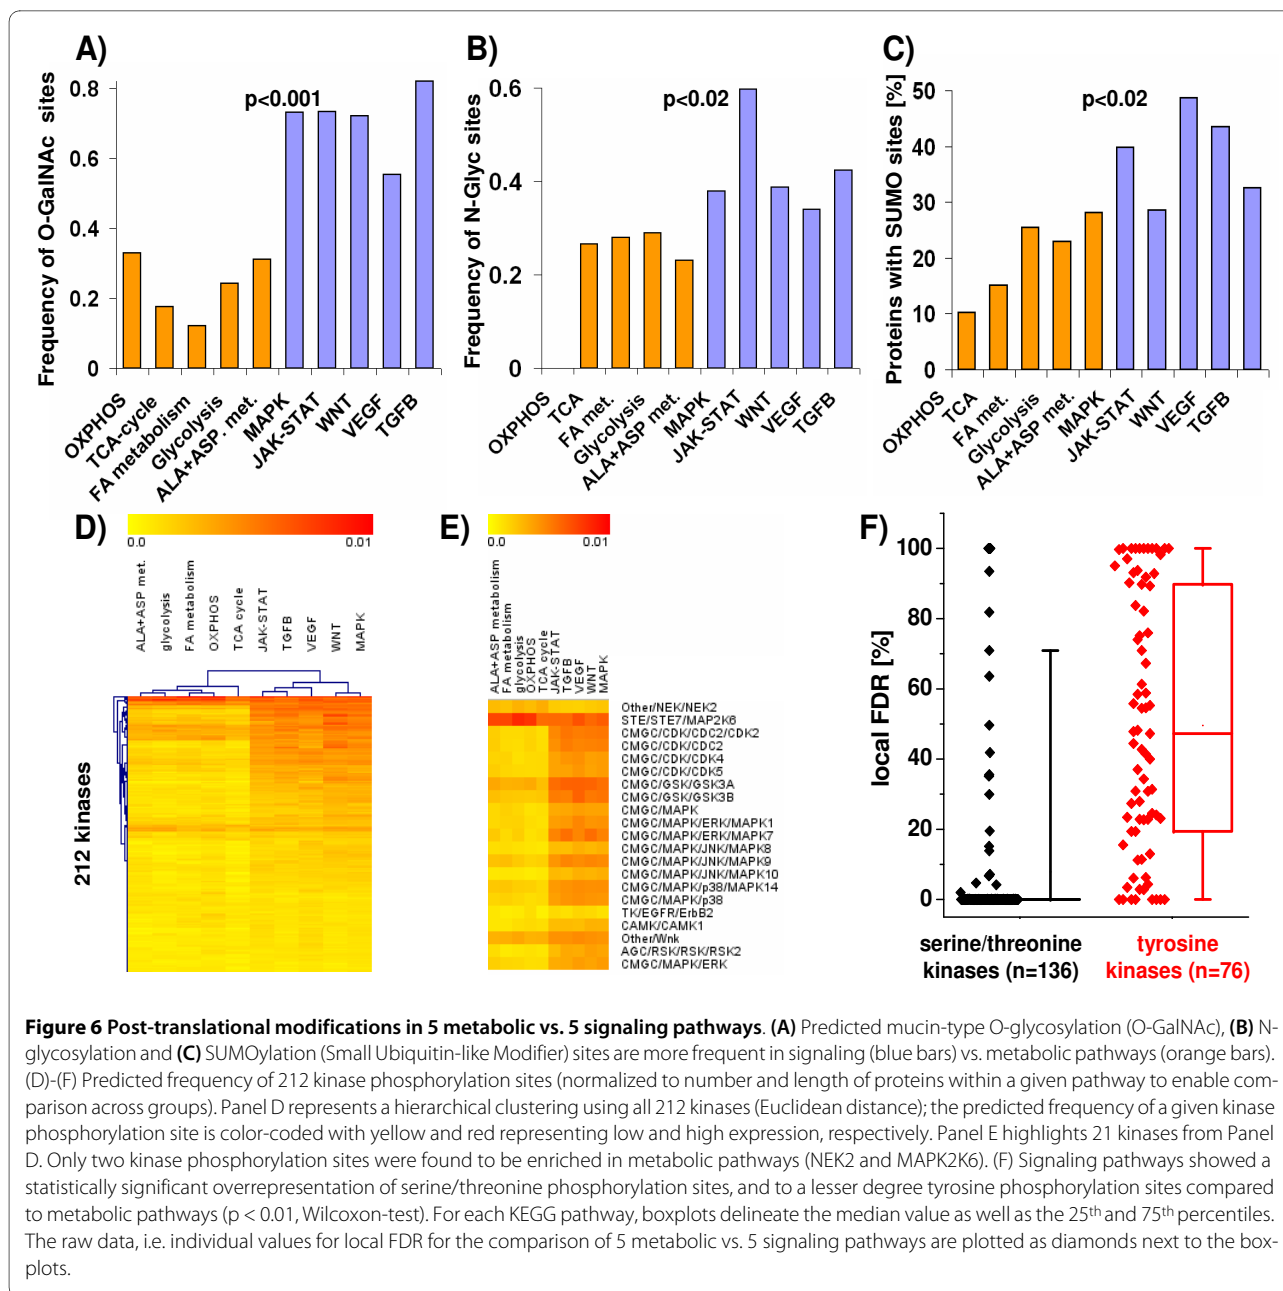 A)
p<0.001
Frequency of O-GalNAc sites
0.8
0.6
0.4
0.2
0
OXPHOS
TCA-cycle
FA metabolism
Glycolysis
ALA+ASP. met.
MAPK
JAK-STAT
WNT
VEGF
TGFB
B)
p<0.02
Frequency of N-Glyc sites
0.6
0.4
0.2
0
OXPHOS
TCA
FA met.
Glycolysis
ALA+ASP met.
MAPK
JAK-STAT
WNT
VEGF
TGFB
C)
p<0.02
Proteins with SUMO sites [%]
50
40
30
20
10
0
OXPHOS
TCA
FA met.
Glycolysis
ALA+ASP met.
MAPK
JAK-STAT
WNT
VEGF
TGFB
D)
0.0
0.01
ALA+ASP met.
glycolysis
FA metabolism
OXPHOS
TCA cycle
JAK-STAT
TGFB
VEGF
WNT
MAPK
212 kinases
E)
0.0
0.01
ALA+ASP metabolism
FA metabolism
glycolysis
OXPHOS
TCA cycle
JAK-STAT
TGFB
VEGF
WNT
MAPK
Other/NEK/NEK2
STE/STE7/MAP2K6
CMGC/CDK/CDC2/CDK2
CMGC/CDK/CDC2
CMGC/CDK/CDK4
CMGC/CDK/CDK5
CMGC/GSK/GSK3A
CMGC/GSK/GSK3B
CMGC/MAPK
CMGC/MAPK/ERK/MAPK1
CMGC/MAPK/ERK/MAPK7
CMGC/MAPK/JNK/MAPK8
CMGC/MAPK/JNK/MAPK9
CMGC/MAPK/JNK/MAPK10
CMGC/MAPK/p38/MAPK14
CMGC/MAPK/p38
TK/EGFR/ErbB2
CAMK/CAMK1
Other/Wnk
AGC/RSK/RSK/RSK2
CMGC/MAPK/ERK
F)
local FDR [%]
100
80
60
40
20
0
serine/threonine
kinases (n=136)
tyrosine
kinases (n=76)
Figure 6 Post-translational modifications in 5 metabolic vs. 5 signaling pathways. (A) Predicted mucin-type O-glycosylation (O-GalNAc), (B) N-
glycosylation and (C) SUMOylation (Small Ubiquitin-like Modifier) sites are more frequent in signaling (blue bars) vs. metabolic pathways (orange bars).
(D)-(F) Predicted frequency of 212 kinase phosphorylation sites (normalized to number and length of proteins within a given pathway to enable com-
parison across groups). Panel D represents a hierarchical clustering using all 212 kinases (Euclidean distance); the predicted frequency of a given kinase
phosphorylation site is color-coded with yellow and red representing low and high expression, respectively. Panel E highlights 21 kinases from Panel
D. Only two kinase phosphorylation sites were found to be enriched in metabolic pathways (NEK2 and MAPK2K6). (F) Signaling pathways showed a
statistically significant overrepresentation of serine/threonine phosphorylation sites, and to a lesser degree tyrosine phosphorylation sites compared
to metabolic pathways (p < 0.01, Wilcoxon-test). For each KEGG pathway, boxplots delineate the median value as well as the 25th and 75th percentiles.
The raw data, i.e. individual values for local FDR for the comparison of 5 metabolic vs. 5 signaling pathways are plotted as diamonds next to the box-
plots.